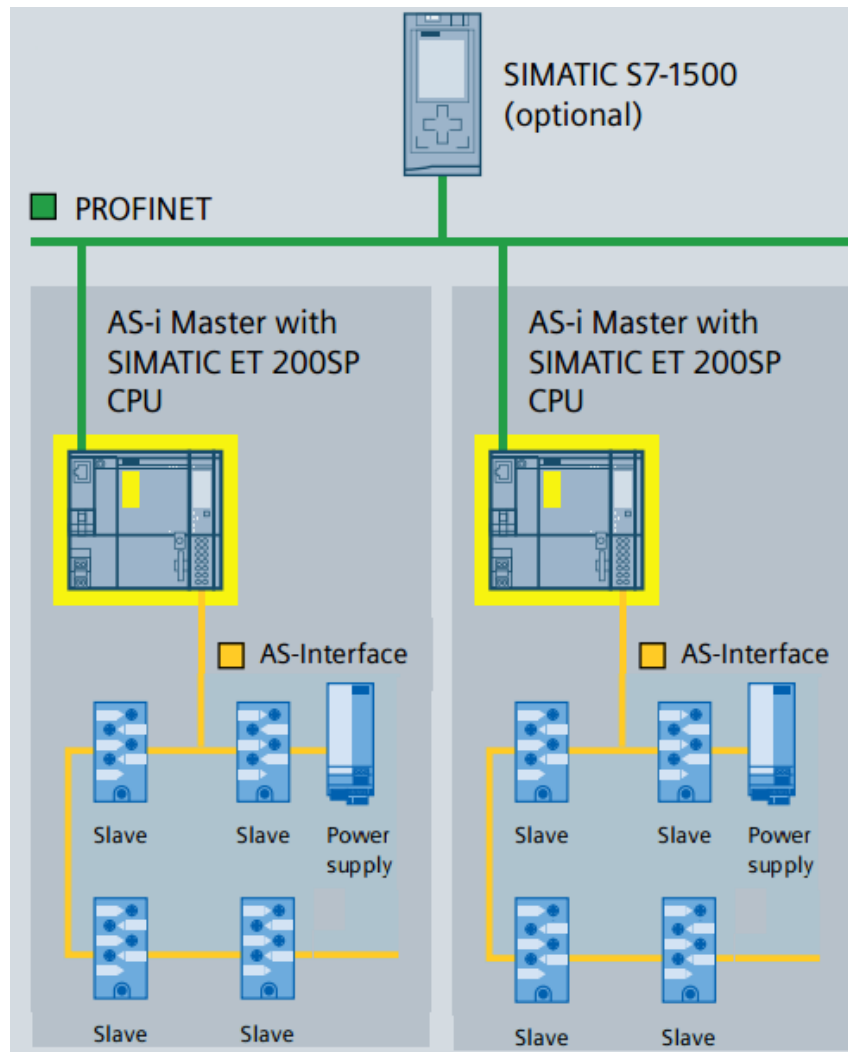 SIMATIC S7-1500
(optional)
PROFINET
AS-i Master with
SIMATIC ET 200SP
CPU
AS-i Master with
SIMATIC ET 200SP
CPU
AS-Interface
AS-Interface
Slave
Slave
Power
supply
Slave
Slave
Power
supply
Slave
Slave
Slave
Slave